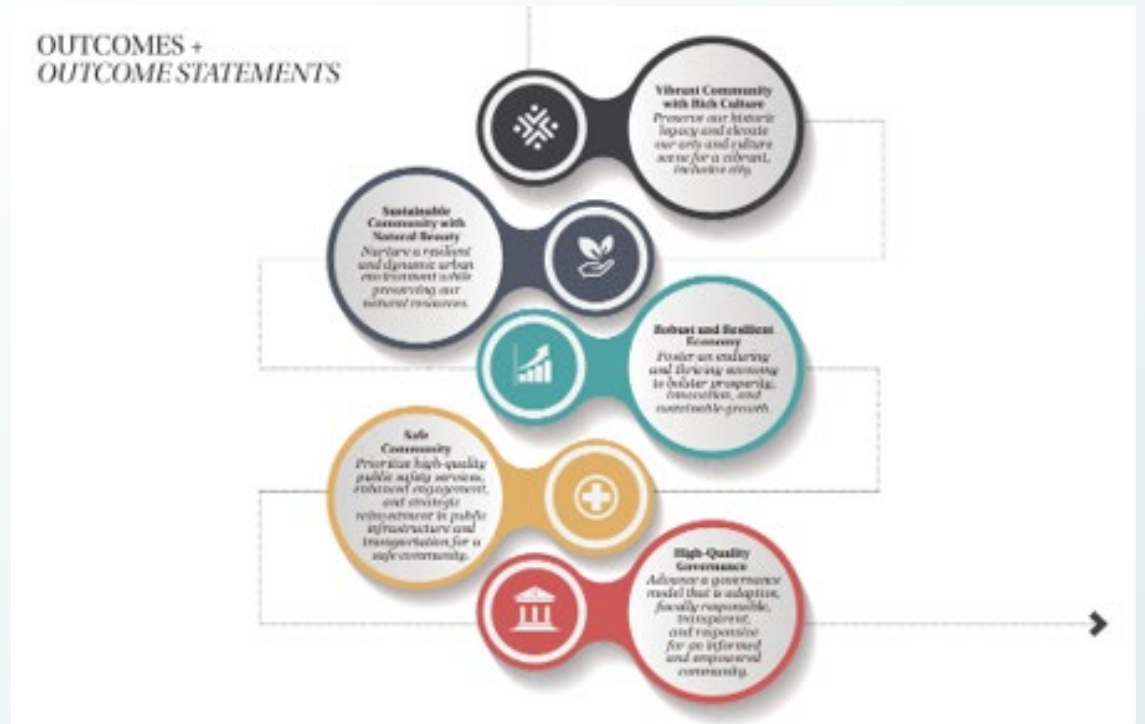 OUTCOMES +
OUTCOME STATEMENTS
Vibrant Community
with Rich Culture
Preserve our historic
legacy and elevate
our arts and culture
scene for a vibrant,
inclusive city.
Sustainable
Community with
Natural Beauty
Nurture a resilient
and dynamic urban
environment while
preserving our
natural resources.
Robust and Resilient
Economy
Foster an enduring
and thriving economy
to bolster prosperity,
innovation, and
sustainable growth.
Safe
Community
Prioritize high-quality
public safety services,
enhanced engagement,
and strategic
reinvestment in public
infrastructure and
transportation for a
safe community.
High-Quality
Governance
Advance a governance
model that is adaptive,
fiscally responsible,
transparent,
and responsive
for an informed
and empowered
community.